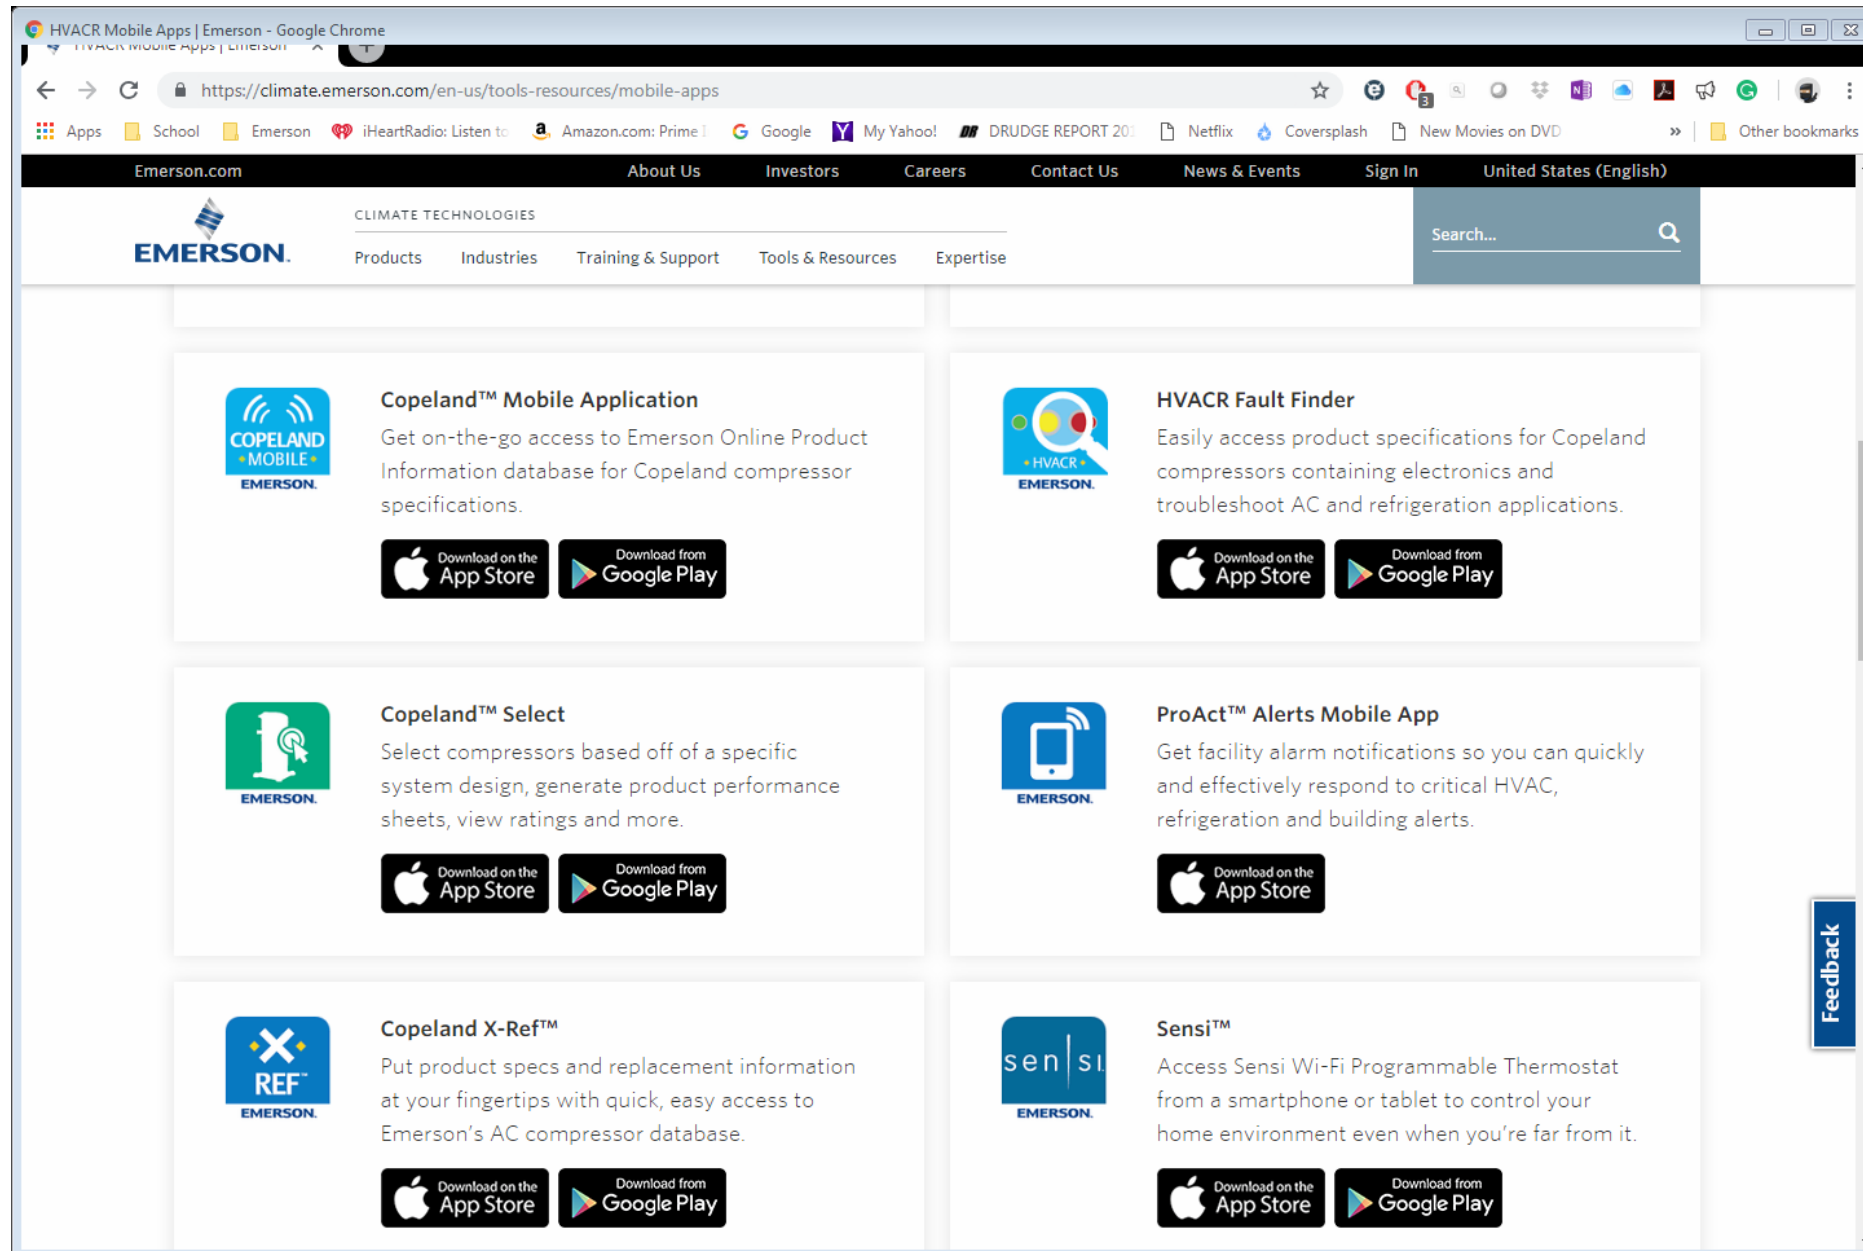 HVACR Mobile Apps | Emerson - Google Chrome
HVACR Mobile Apps | Emerson
https://climate.emerson.com/en-us/tools-resources/mobile-apps
3
Apps School Emerson iHeartRadio: Listen to Amazon.com: Prime Google My Yahoo! DRUDGE REPORT 20 Netflix Coversplash New Movies on DVD » Other bookmarks
Emerson.com About Us Investors Careers Contact Us News & Events Sign In United States (English)
EMERSON.
CLIMATE TECHNOLOGIES
Products Industries Training & Support Tools & Resources Expertise
Search...
COPELAND
MOBILE
EMERSON.
Copeland™ Mobile Application
Get on-the-go access to Emerson Online Product
Information database for Copeland compressor
specifications.
Download on the
App Store
Download from
Google Play
HVACR
EMERSON.
HVACR Fault Finder
Easily access product specifications for Copeland
compressors containing electronics and
troubleshoot AC and refrigeration applications.
Download on the
App Store
Download from
Google Play
EMERSON.
Copeland™ Select
Select compressors based off of a specific
system design, generate product performance
sheets, view ratings and more.
Download on the
App Store
Download from
Google Play
EMERSON.
ProAct™ Alerts Mobile App
Get facility alarm notifications so you can quickly
and effectively respond to critical HVAC,
refrigeration and building alerts.
Download on the
App Store
Feedback
X
REF™
EMERSON.
Copeland X-Ref™
Put product specs and replacement information
at your fingertips with quick, easy access to
Emerson's AC compressor database.
Download on the
App Store
Download from
Google Play
sensi
EMERSON.
Sensi™
Access Sensi Wi-Fi Programmable Thermostat
from a smartphone or tablet to control your
home environment even when you're far from it.
Download on the
App Store
Download from
Google Play